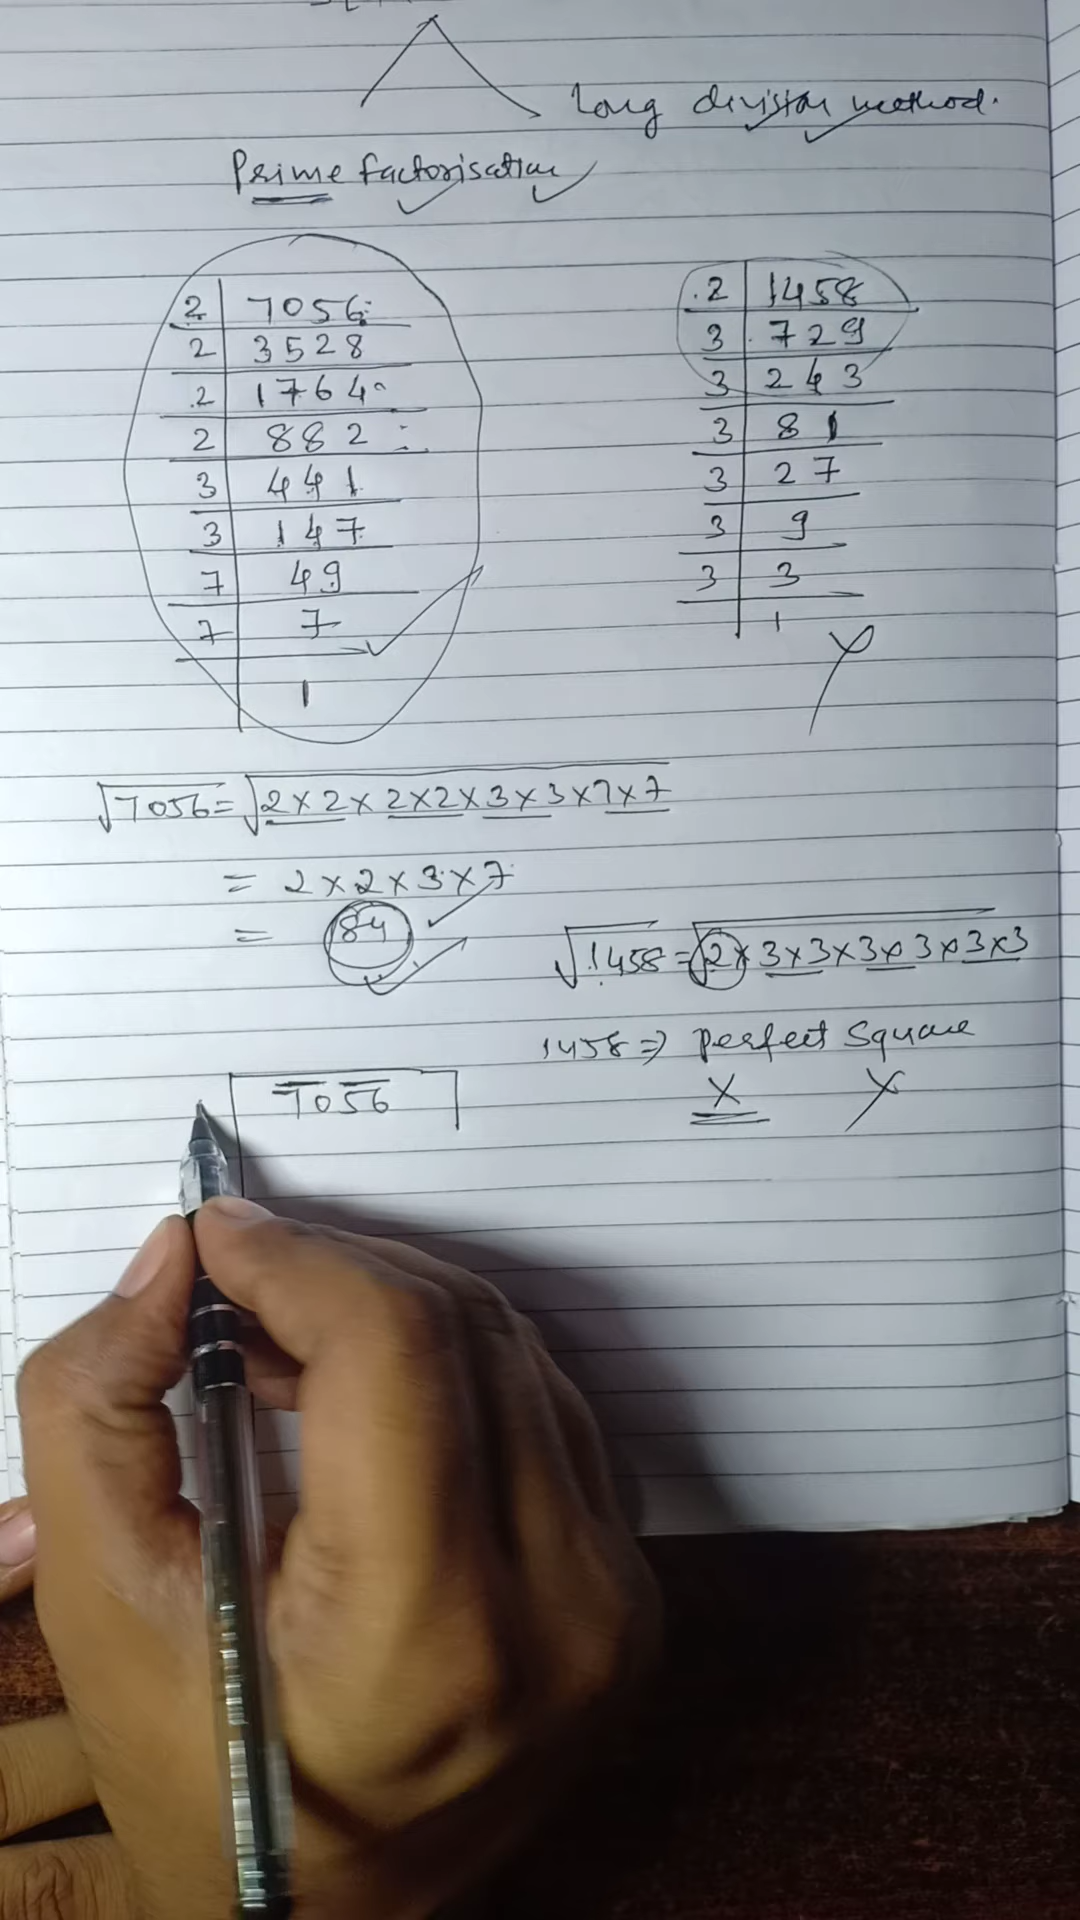 Long division method.
Prime factorisation
2 | 7056
2 | 3528
2 | 1764
2 | 882
3 | 441
3 | 147
7 | 49
7 | 7
1
2 | 1458
3 | 729
3 | 243
3 | 81
3 | 27
3 | 9
3 | 3
1
√7056 = √2×2×2×2×3×3×7×7
= 2×2×3×7
= 84
√1458 = √2×3×3×3×3×3×3
1458 ⇒ Perfect Square
X
7056